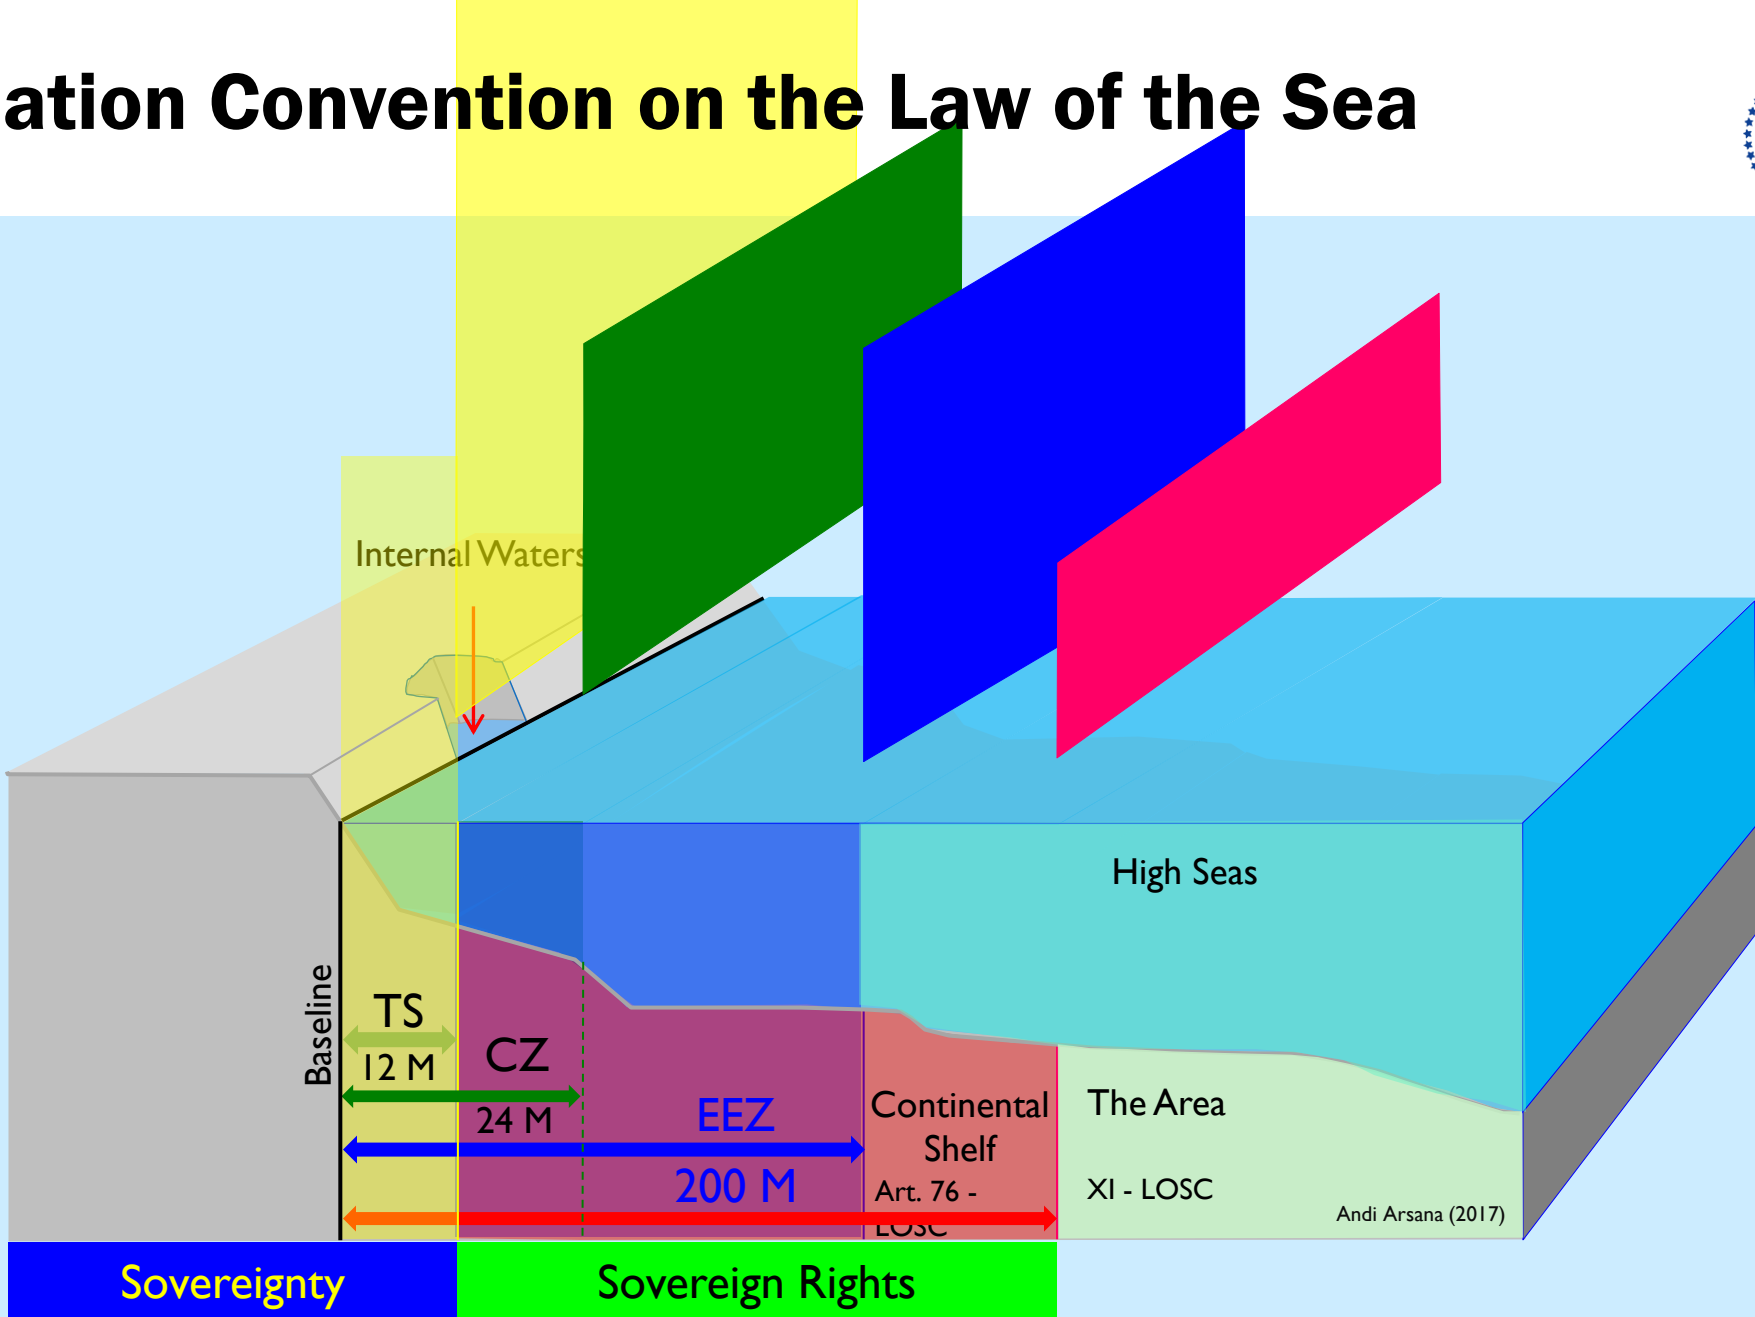 ation Convention on the Law of the Sea
Internal Waters
High Seas
Baseline
TS
12 M
CZ
24 M
EEZ
200 M
Continental
Shelf
Art. 76 -
LOSC
The Area
XI - LOSC
Andi Arsana (2017)
Sovereignty
Sovereign Rights